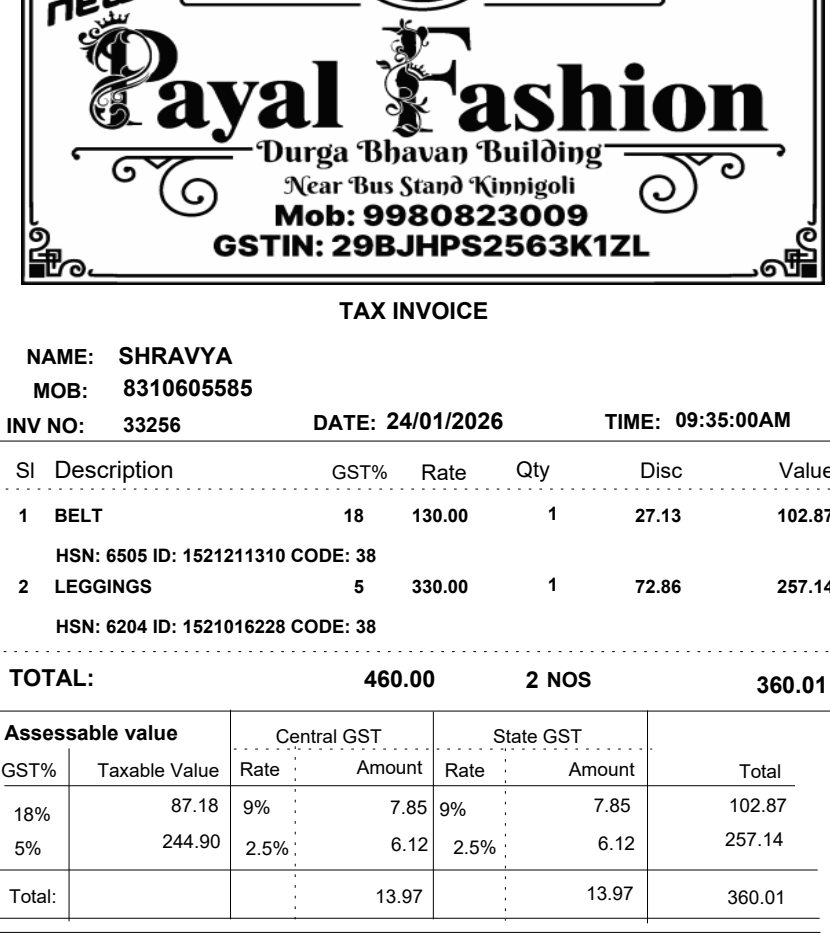 new
Payal Fashion
Durga Bhavan Building
Near Bus Stand Kinnigoli
Mob: 9980823009
GSTIN: 29BJHPS2563K1ZL
TAX INVOICE
NAME: SHRAVYA
MOB: 8310605585
INV NO: 33256 DATE: 24/01/2026 TIME: 09:35:00AM
Sl Description GST% Rate Qty Disc Value
1 BELT 18 130.00 1 27.13 102.87
HSN: 6505 ID: 1521211310 CODE: 38
2 LEGGINGS 5 330.00 1 72.86 257.14
HSN: 6204 ID: 1521016228 CODE: 38
TOTAL: 460.00 2 NOS 360.01
Assessable value Central GST State GST
GST% Taxable Value Rate Amount Rate Amount Total
18% 87.18 9% 7.85 9% 7.85 102.87
5% 244.90 2.5% 6.12 2.5% 6.12 257.14
Total: 13.97 13.97 360.01